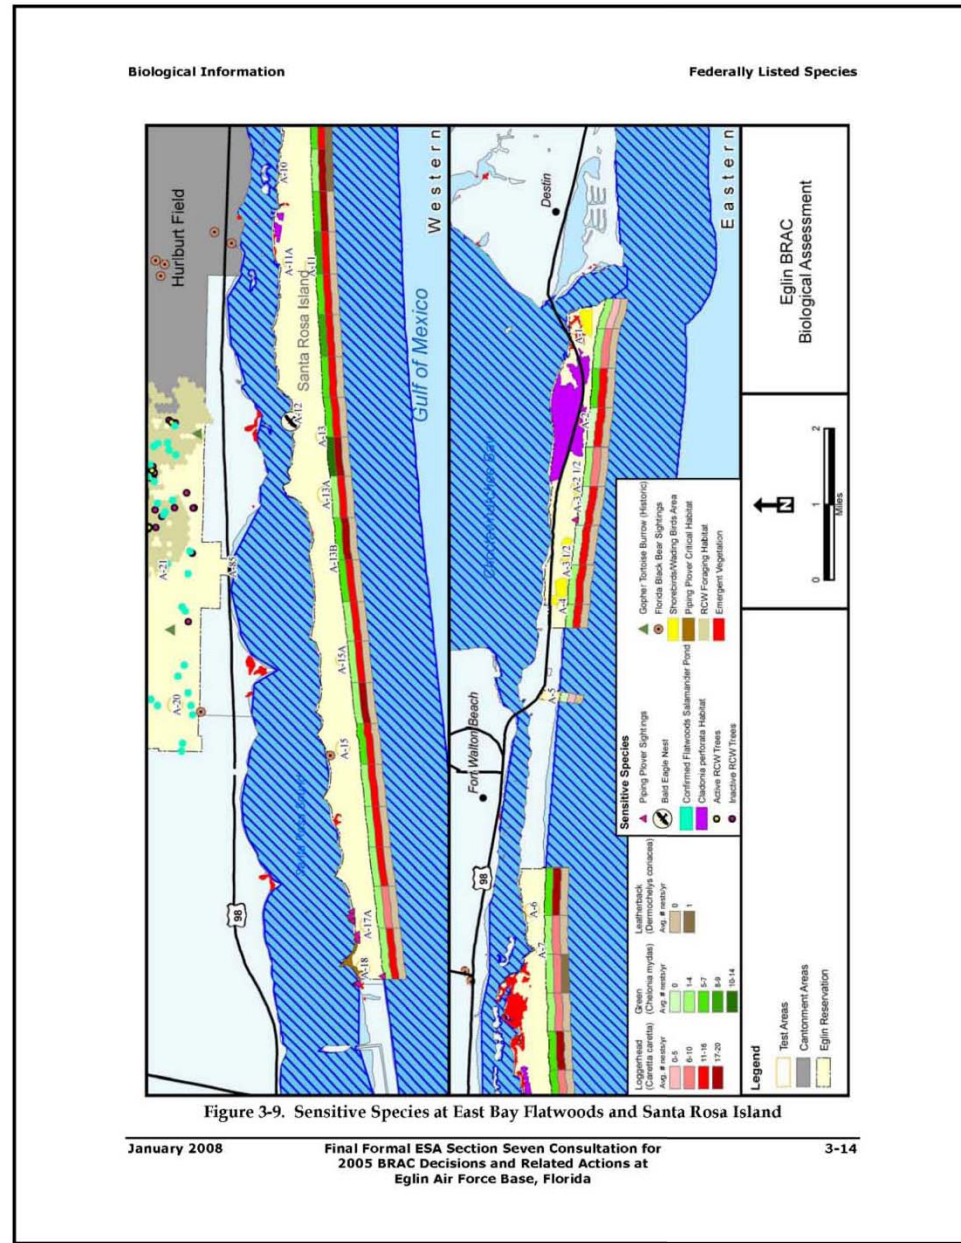 Biological Information
Federally Listed Species
Hurlburt Field
A-10
A-11A
A-11
Santa Rosa Island
A-12
A-13
A-13A
A-13B
A-15A
A-15
A-17A
A-18
A-20
A-21
A-85
98
Gulf of Mexico
Western
Destin
Eastern
A-1
A-2
A-2 1/2
A-3
A-3 1/2
A-4
A-5
Fort Walton Beach
98
A-6
A-7
Sensitive Species
Piping Plover Sightings
Bald Eagle Nest
Confirmed Flatwoods Salamander Pond
Cladonia perforata Habitat
Active RCW Trees
Inactive RCW Trees
Gopher Tortoise Burrow (Historic)
Florida Black Bear Sightings
Shorebirds/Wading Birds Area
Piping Plover Critical Habitat
RCW Foraging Habitat
Emergent Vegetation
Loggerhead
(Caretta caretta)
Avg. # nests/yr
0-5
6-10
11-16
17-20
Green
(Chelonia mydas)
Avg. # nests/yr
0
1-4
5-7
8-9
10-14
Leatherback
(Dermochelys coriacea)
Avg. # nests/yr
0
1
Legend
Test Areas
Cantonment Areas
Eglin Reservation
N
0
1
2
Miles
Eglin BRAC
Biological Assessment
Figure 3-9. Sensitive Species at East Bay Flatwoods and Santa Rosa Island
January 2008
Final Formal ESA Section Seven Consultation for
2005 BRAC Decisions and Related Actions at
Eglin Air Force Base, Florida
3-14